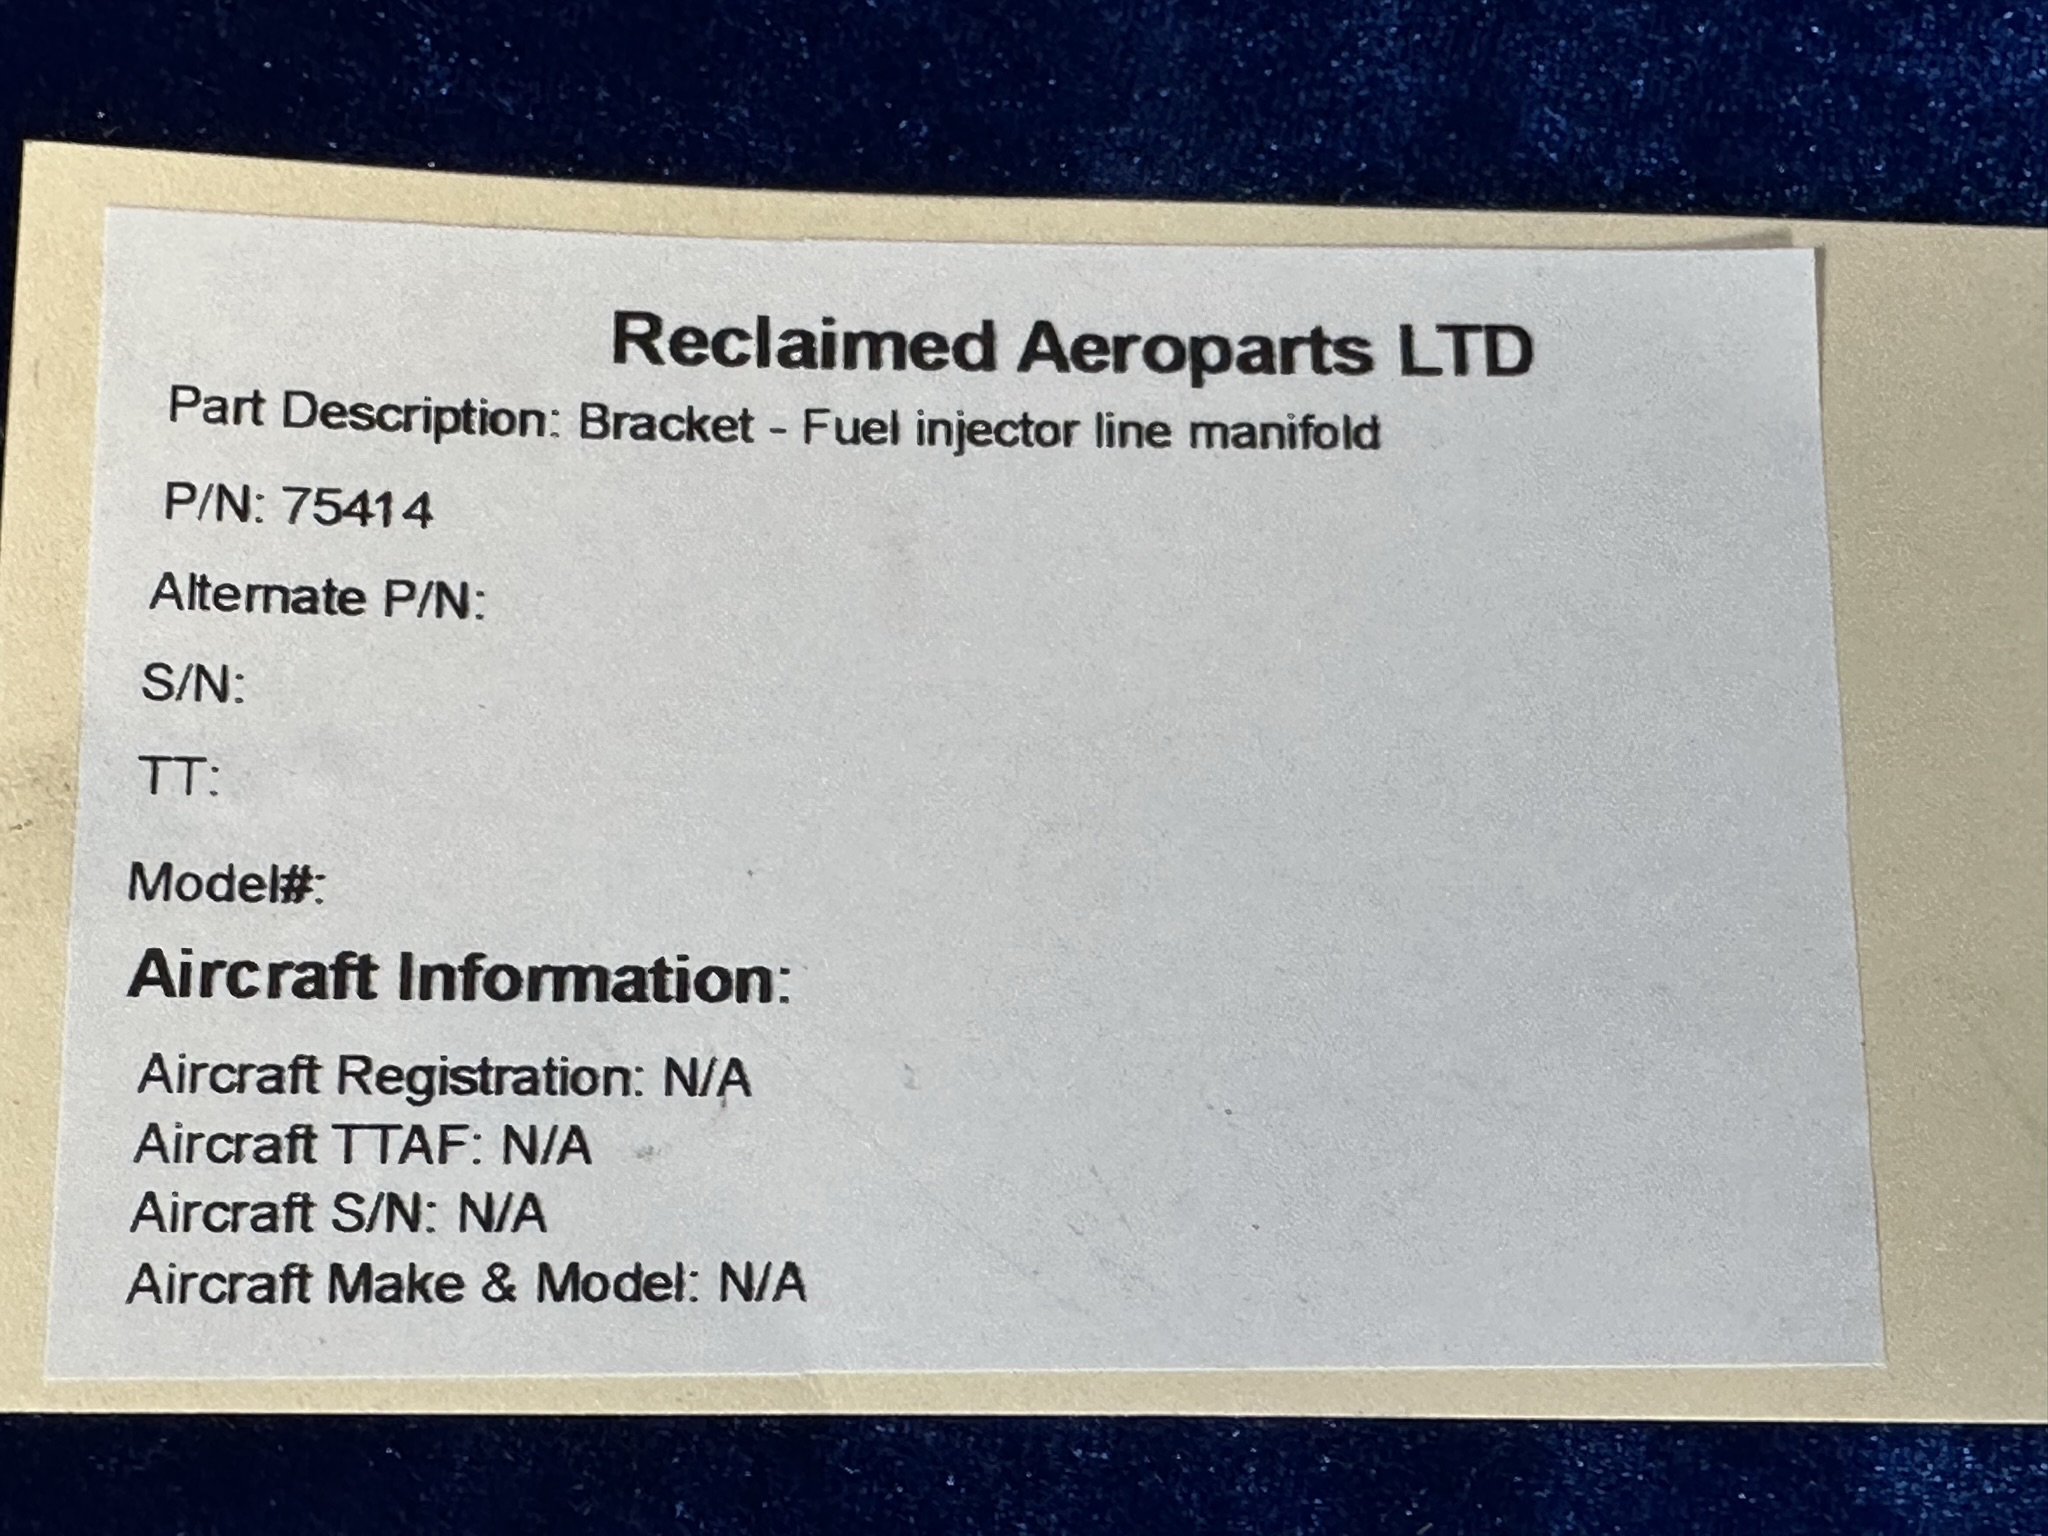 Reclaimed Aeroparts LTD
Part Description: Bracket - Fuel injector line manifold
P/N: 75414
Alternate P/N:
S/N:
TT:
Model#:
Aircraft Information:
Aircraft Registration: N/A
Aircraft TTAF: N/A
Aircraft S/N: N/A
Aircraft Make & Model: N/A